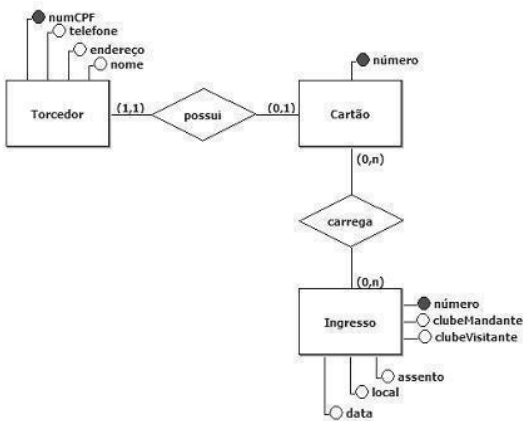 numCPF
telefone
endereço
nome
número
Torcedor
(1,1)
possui
(0,1)
Cartão
(0,n)
carrega
(0,n)
número
clubeMandante
Ingresso
clubeVisitante
assento
local
data